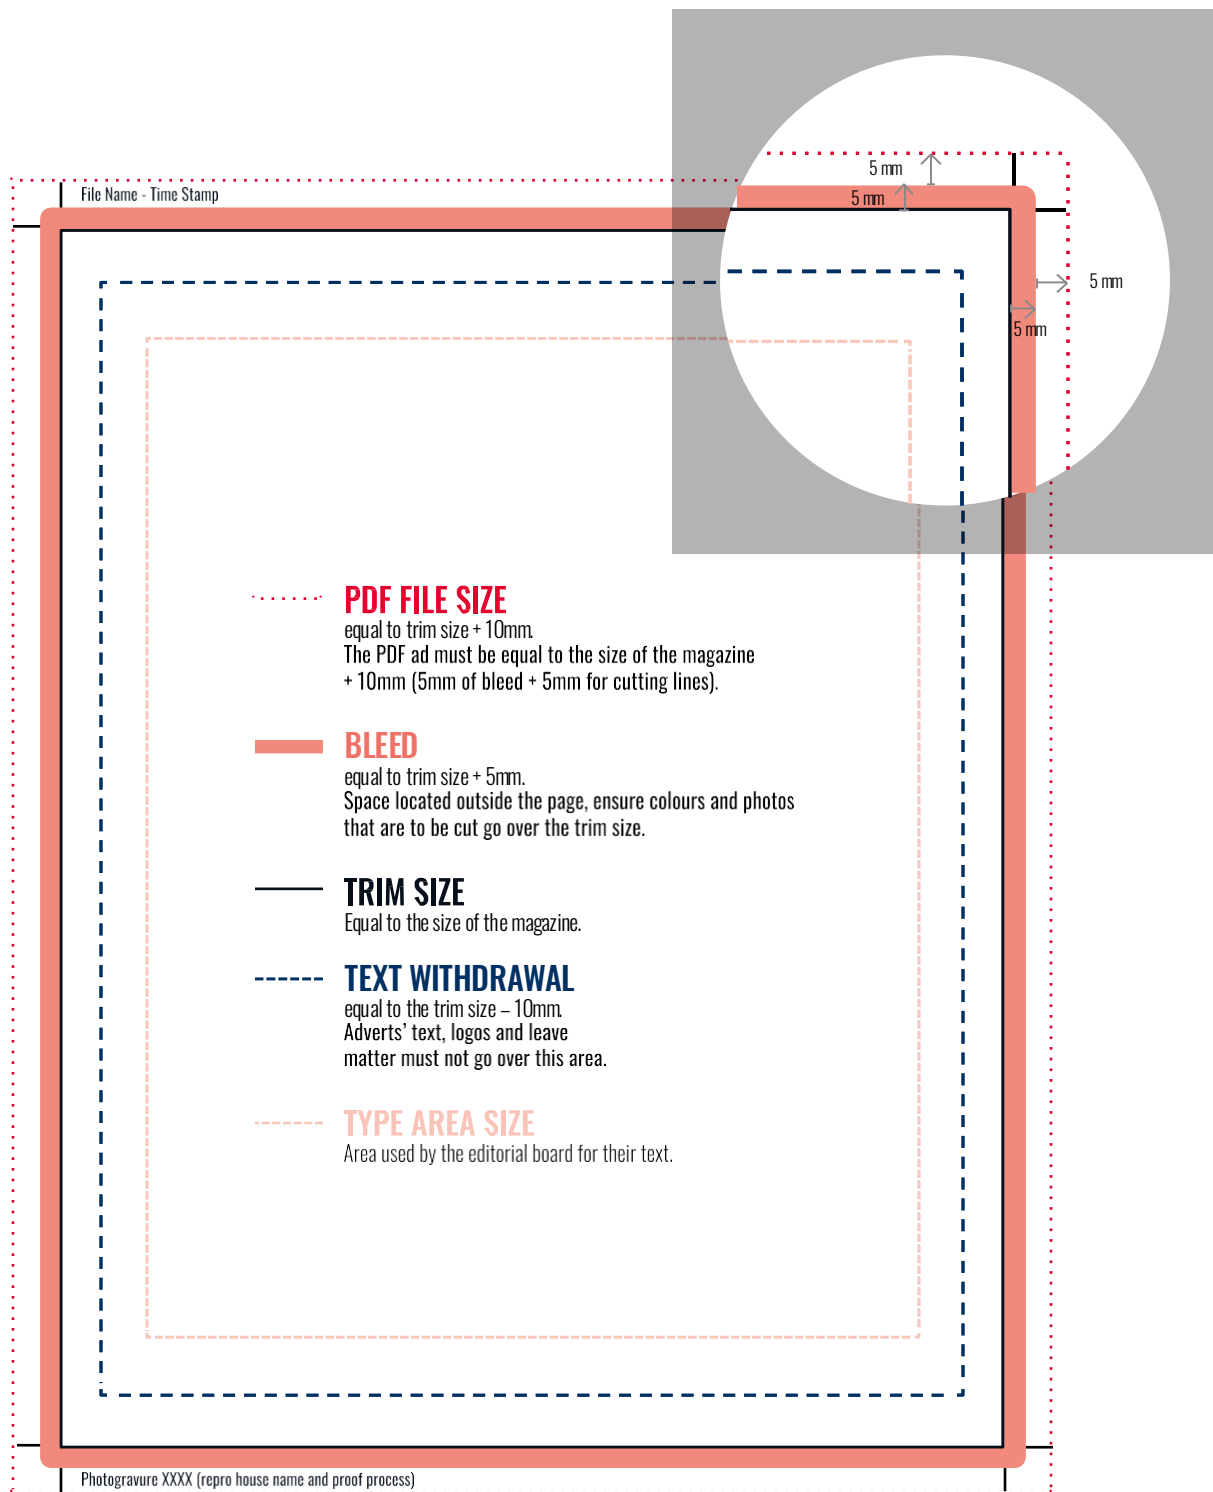 5 mm
File Name - Time Stamp
5 mm
5 mm
5 mm
PDF FILE SIZE
equal to trim size + 10mm.
The PDF ad must be equal to the size of the magazine
+ 10mm (5mm of bleed + 5mm for cutting lines).
BLEED
equal to trim size + 5mm.
Space located outside the page, ensure colours and photos
that are to be cut go over the trim size.
TRIM SIZE
Equal to the size of the magazine.
TEXT WITHDRAWAL
equal to the trim size – 10mm.
Adverts’ text, logos and leave
matter must not go over this area.
TYPE AREA SIZE
Area used by the editorial board for their text.
Photogravure XXXX (repro house name and proof process)